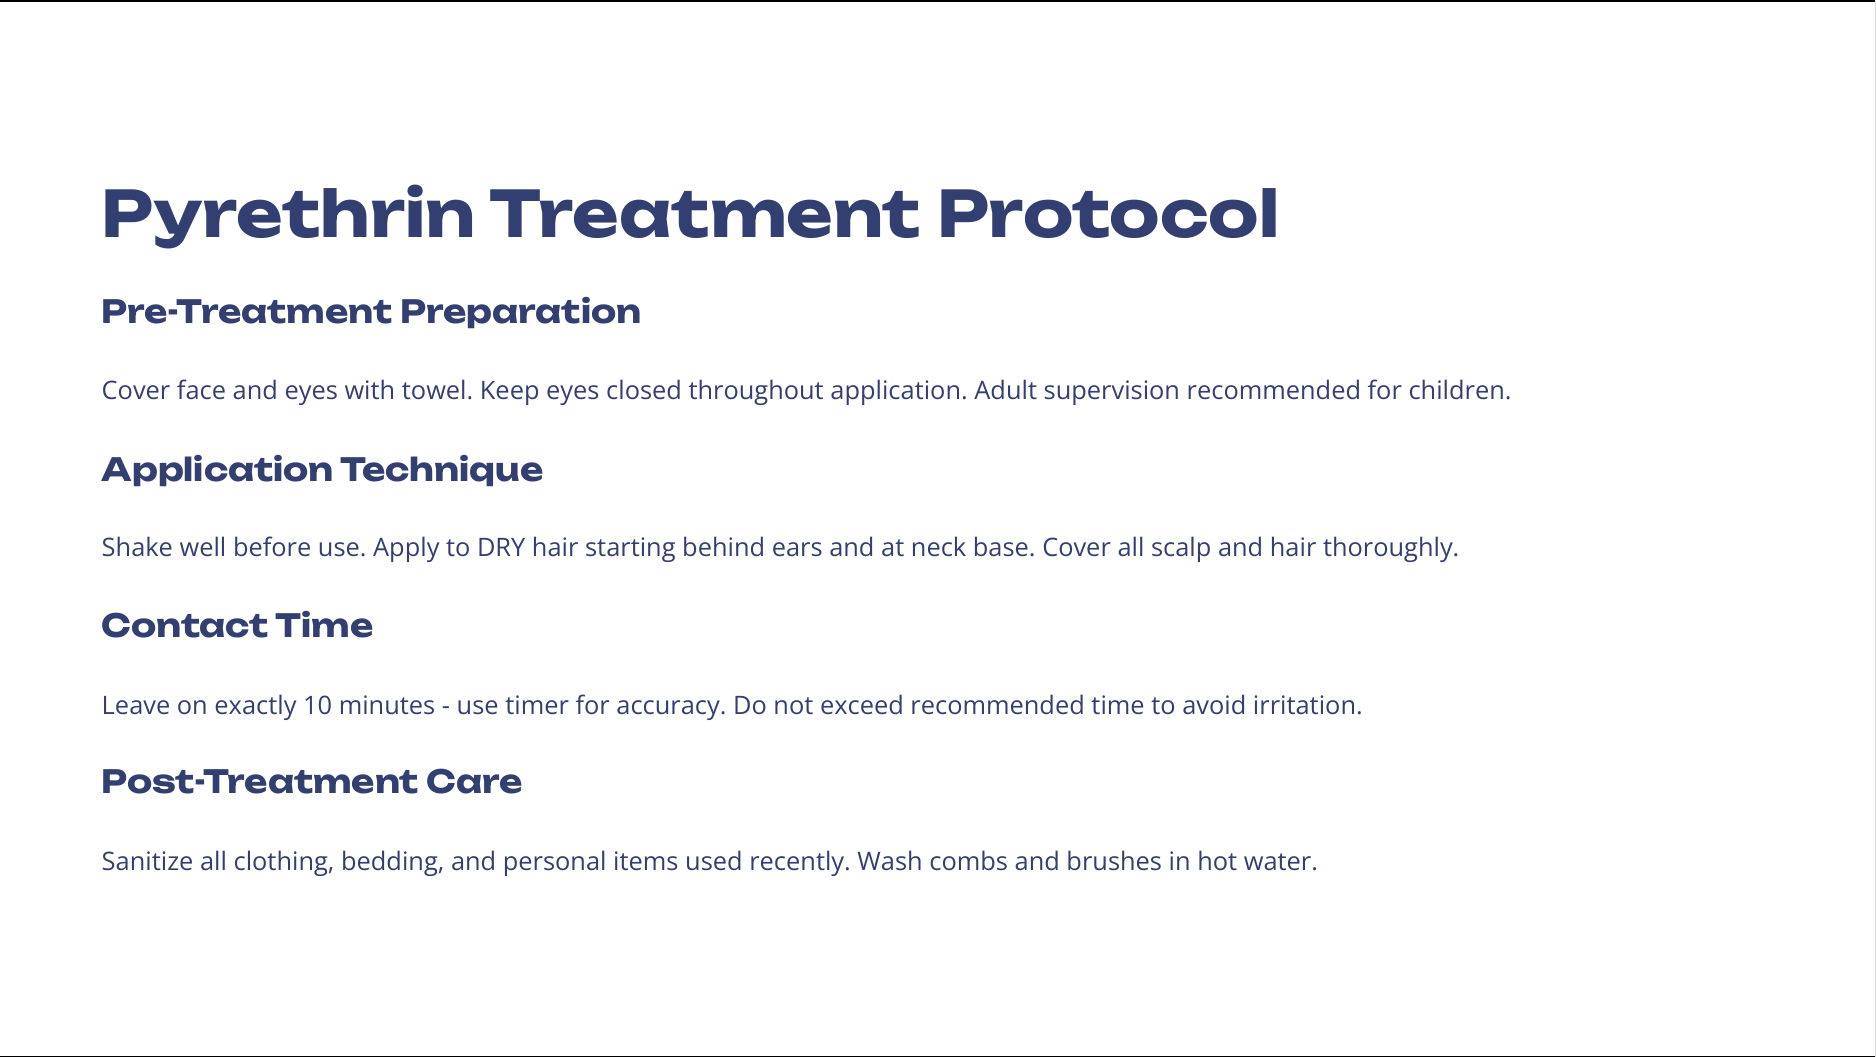 Pyrethrin Treatment Protocol
Pre-Treatment Preparation
Cover face and eyes with towel. Keep eyes closed throughout application. Adult supervision recommended for children.
Application Technique
Shake well before use. Apply to DRY hair starting behind ears and at neck base. Cover all scalp and hair thoroughly.
Contact Time
Leave on exactly 10 minutes - use timer for accuracy. Do not exceed recommended time to avoid irritation.
Post-Treatment Care
Sanitize all clothing, bedding, and personal items used recently. Wash combs and brushes in hot water.